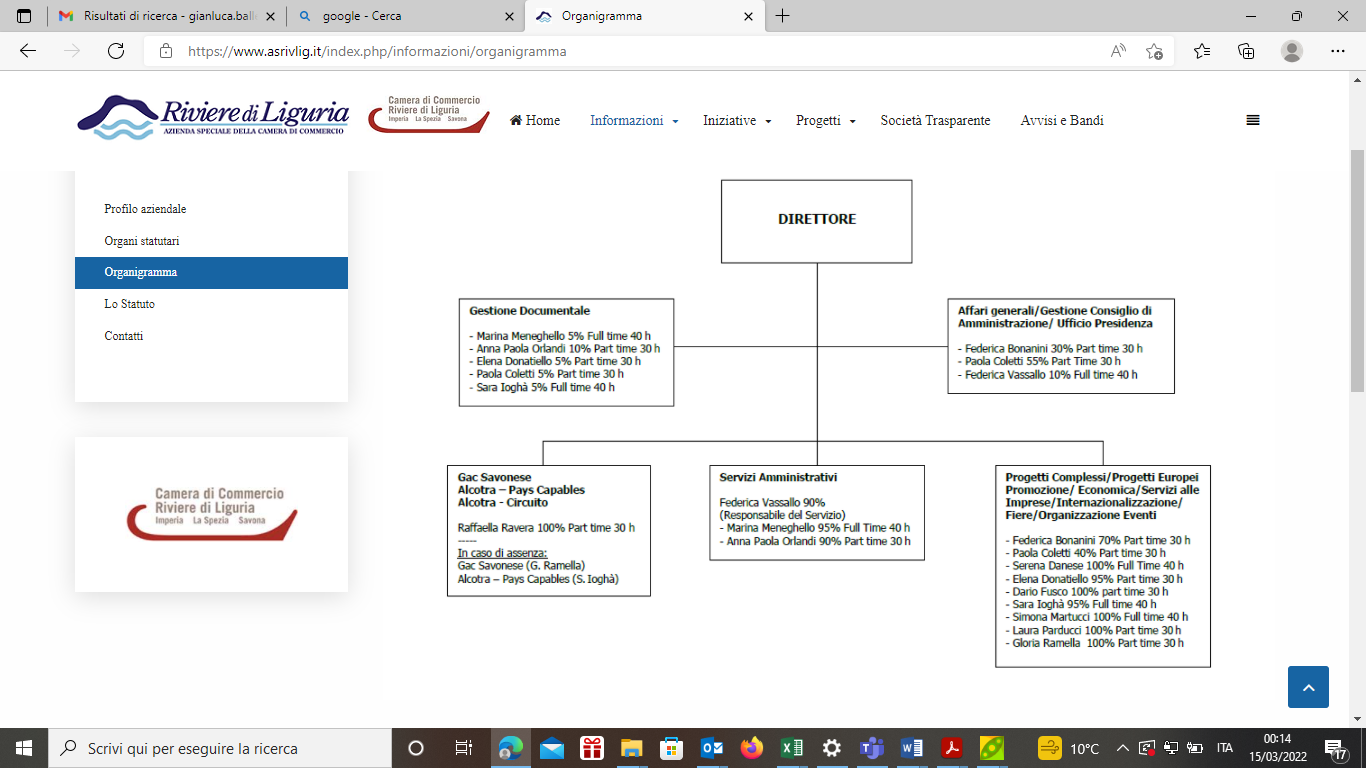 Risultati di ricerca - gianluca.ball
google - Cerca
Organigramma
https://www.asrivlig.it/index.php/informazioni/organigramma
Riviere di Liguria
AZIENDA SPECIALE DELLA CAMERA DI COMMERCIO
Camera di Commercio
Riviere di Liguria
Imperia La Spezia Savona
Home
Informazioni
Iniziative
Progetti
Società Trasparente
Avvisi e Bandi
Profilo aziendale
Organi statutari
Organigramma
Lo Statuto
Contatti
Camera di Commercio
Riviere di Liguria
Imperia La Spezia Savona
DIRETTORE
Gestione Documentale
- Marina Meneghello 5% Full time 40 h
- Anna Paola Orlandi 10% Part time 30 h
- Elena Donatiello 5% Part time 30 h
- Paola Coletti 5% Part time 30 h
- Sara Ioghà 5% Full time 40 h
Affari generali/Gestione Consiglio di
Amministrazione/ Ufficio Presidenza
- Federica Bonanini 30% Part time 30 h
- Paola Coletti 55% Part Time 30 h
- Federica Vassallo 10% Full time 40 h
Gac Savonese
Alcotra – Pays Capables
Alcotra - Circuito
Raffaella Ravera 100% Part time 30 h
-----
In caso di assenza:
Gac Savonese (G. Ramella)
Alcotra – Pays Capables (S. Ioghà)
Servizi Amministrativi
Federica Vassallo 90%
(Responsabile del Servizio)
- Marina Meneghello 95% Full Time 40 h
- Anna Paola Orlandi 90% Part time 30 h
Progetti Complessi/Progetti Europei
Promozione/ Economica/Servizi alle
Imprese/Internazionalizzazione/
Fiere/Organizzazione Eventi
- Federica Bonanini 70% Part time 30 h
- Paola Coletti 40% Part time 30 h
- Serena Danese 100% Full Time 40 h
- Elena Donatiello 95% Part time 30 h
- Dario Fusco 100% part time 30 h
- Sara Ioghà 95% Full time 40 h
- Simona Martucci 100% Full time 40 h
- Laura Parducci 100% Part time 30 h
- Gloria Ramella 100% Part time 30 h
Scrivi qui per eseguire la ricerca
10°C
ITA
00:14
15/03/2022
17